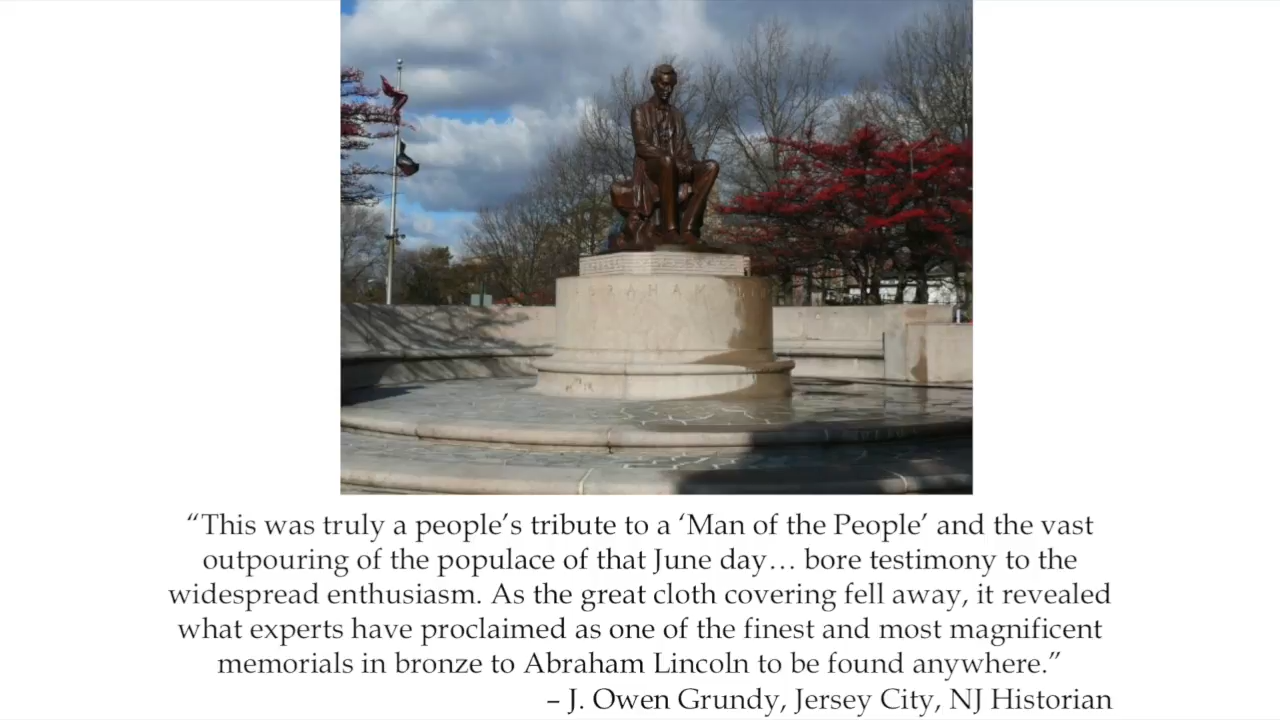 ABRAHAM
“This was truly a people’s tribute to a ‘Man of the People’ and the vast
outpouring of the populace of that June day… bore testimony to the
widespread enthusiasm. As the great cloth covering fell away, it revealed
what experts have proclaimed as one of the finest and most magnificent
memorials in bronze to Abraham Lincoln to be found anywhere.”
– J. Owen Grundy, Jersey City, NJ Historian